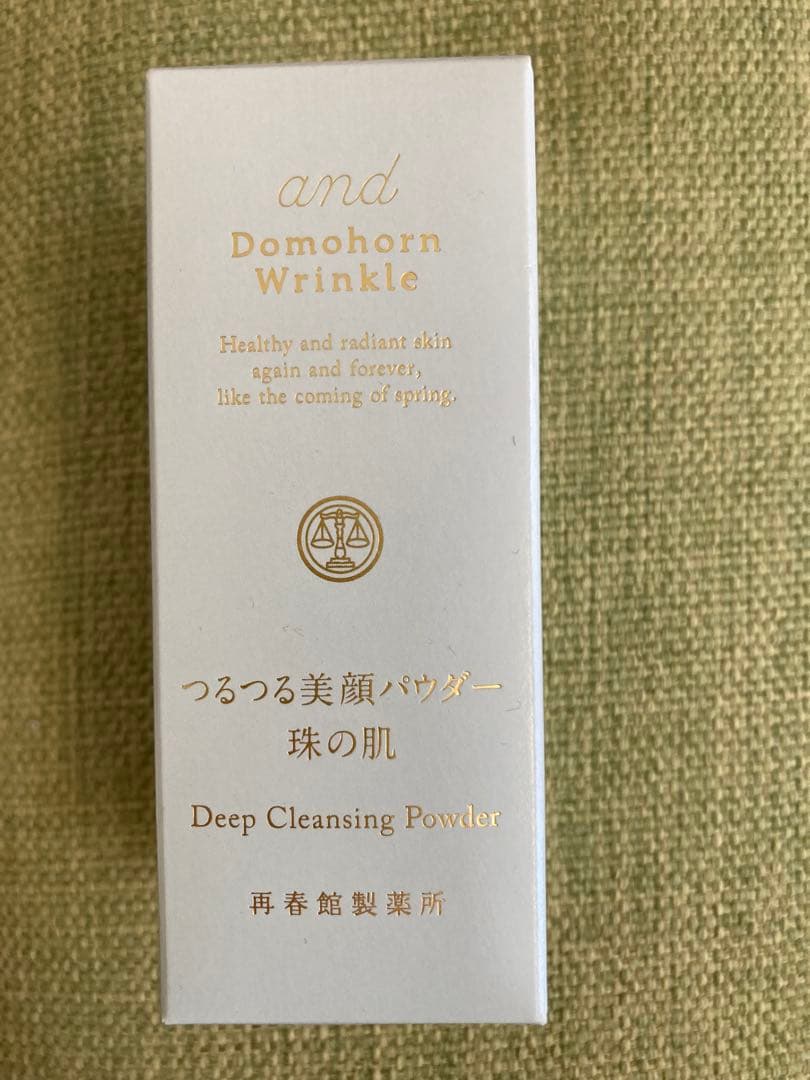 and
Domohorn
Wrinkle
Healthy and radiant skin
again and forever,
like the coming of spring.
つるつる美顔パウダー
珠の肌
Deep Cleansing Powder
再春館製薬所